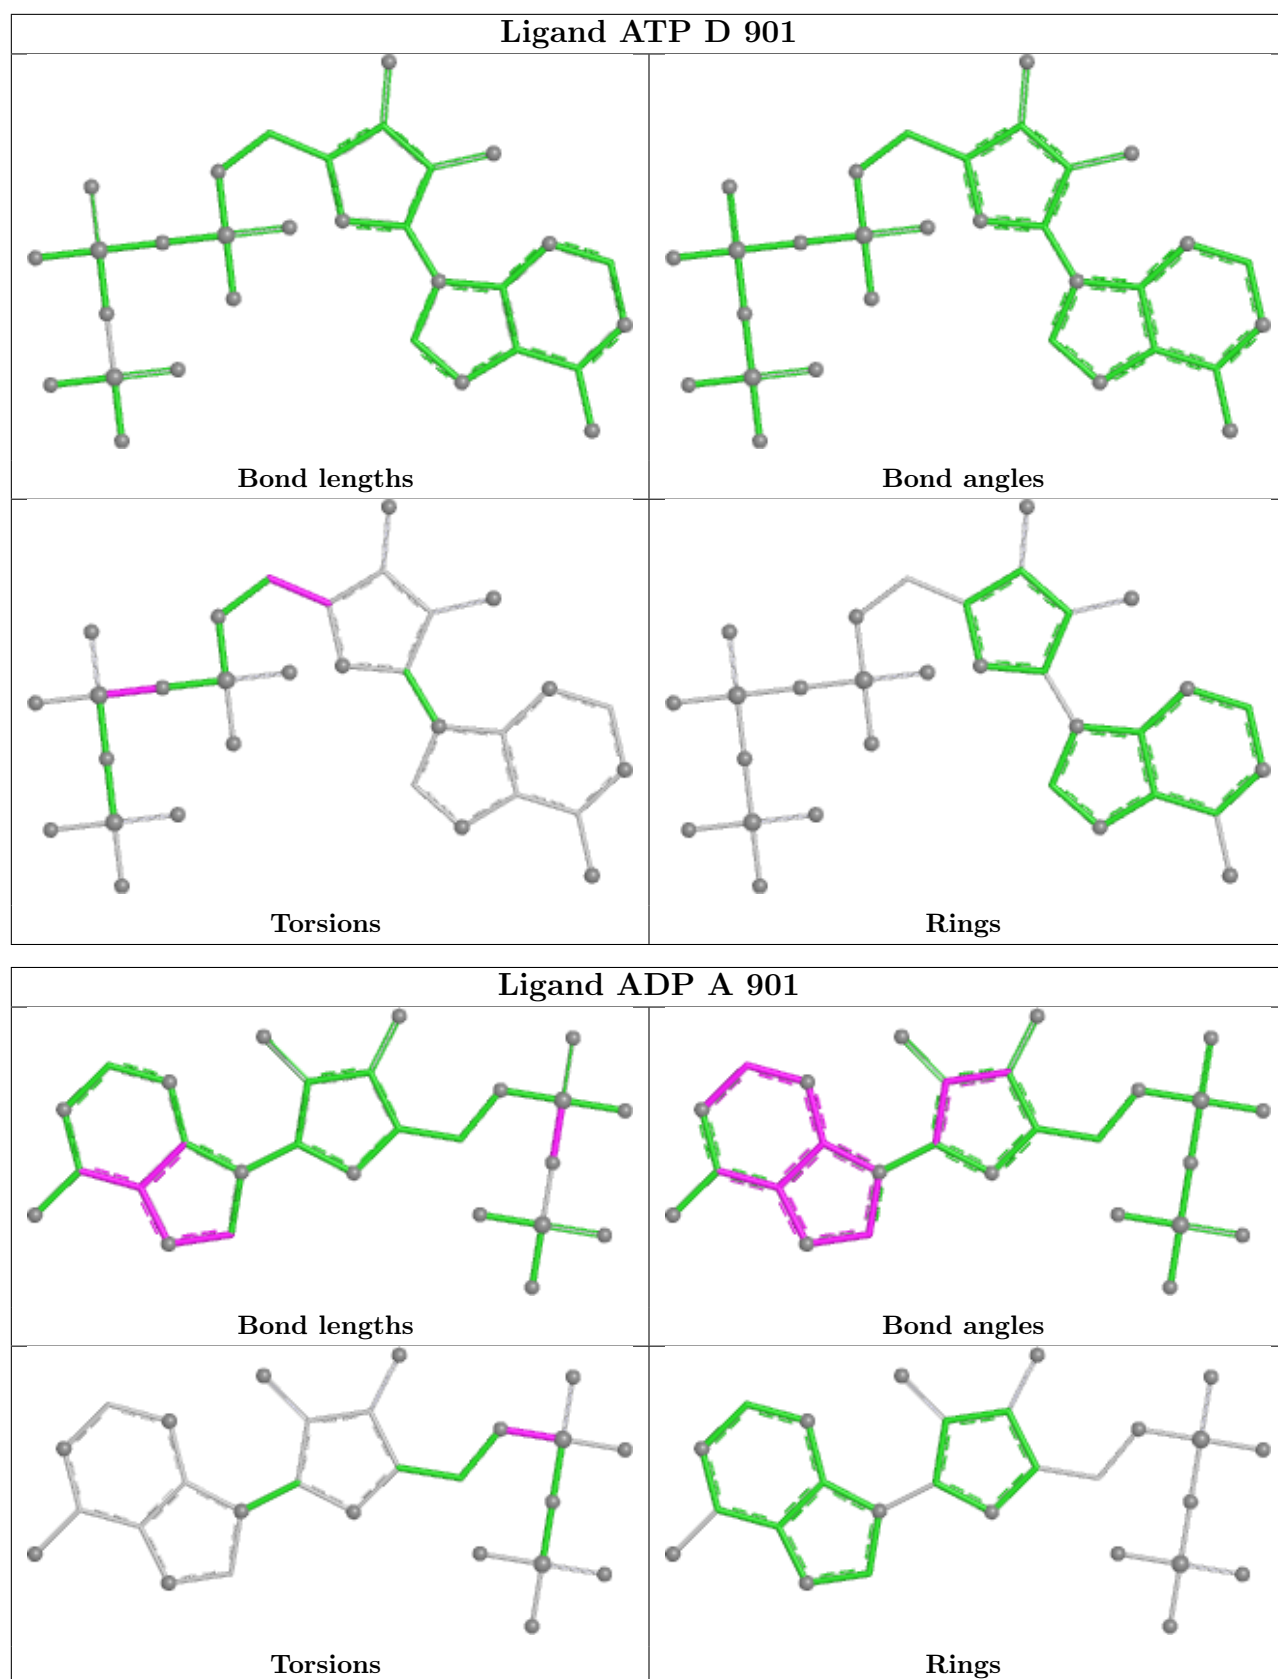 Ligand ATP D 901
Bond lengths
Bond angles
Torsions
Rings
Ligand ADP A 901
Bond lengths
Bond angles
Torsions
Rings